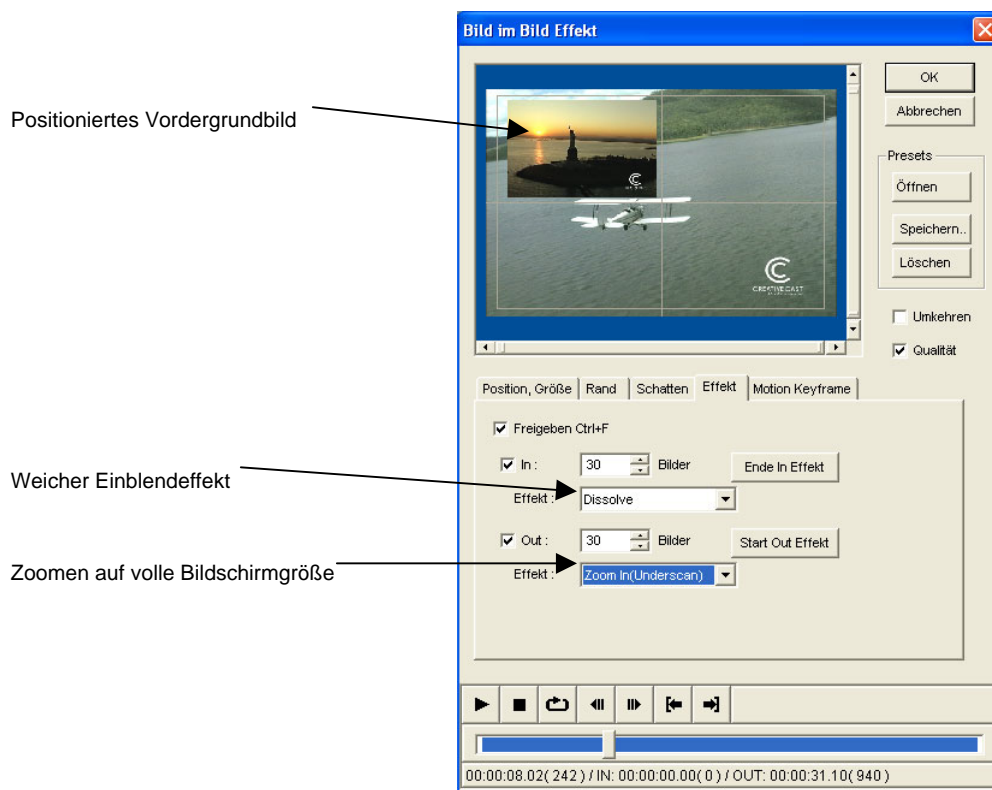 Bild im Bild Effekt
OK
Positioniertes Vordergrundbild
Abbrechen
Presets
Öffnen
Speichern..
Löschen
CREATIVE CAST
Umkehren
Qualität
Position, Größe Rand Schatten Effekt Motion Keyframe
Freigeben Ctrl+F
In : 30 Bilder Ende In Effekt
Weicher Einblendeffekt
Effekt : Dissolve
Out : 30 Bilder Start Out Effekt
Zoomen auf volle Bildschirmgröße
Effekt : Zoom In(Underscan)
00:00:08.02( 242 ) / IN: 00:00:00.00( 0 ) / OUT: 00:00:31.10( 940 )